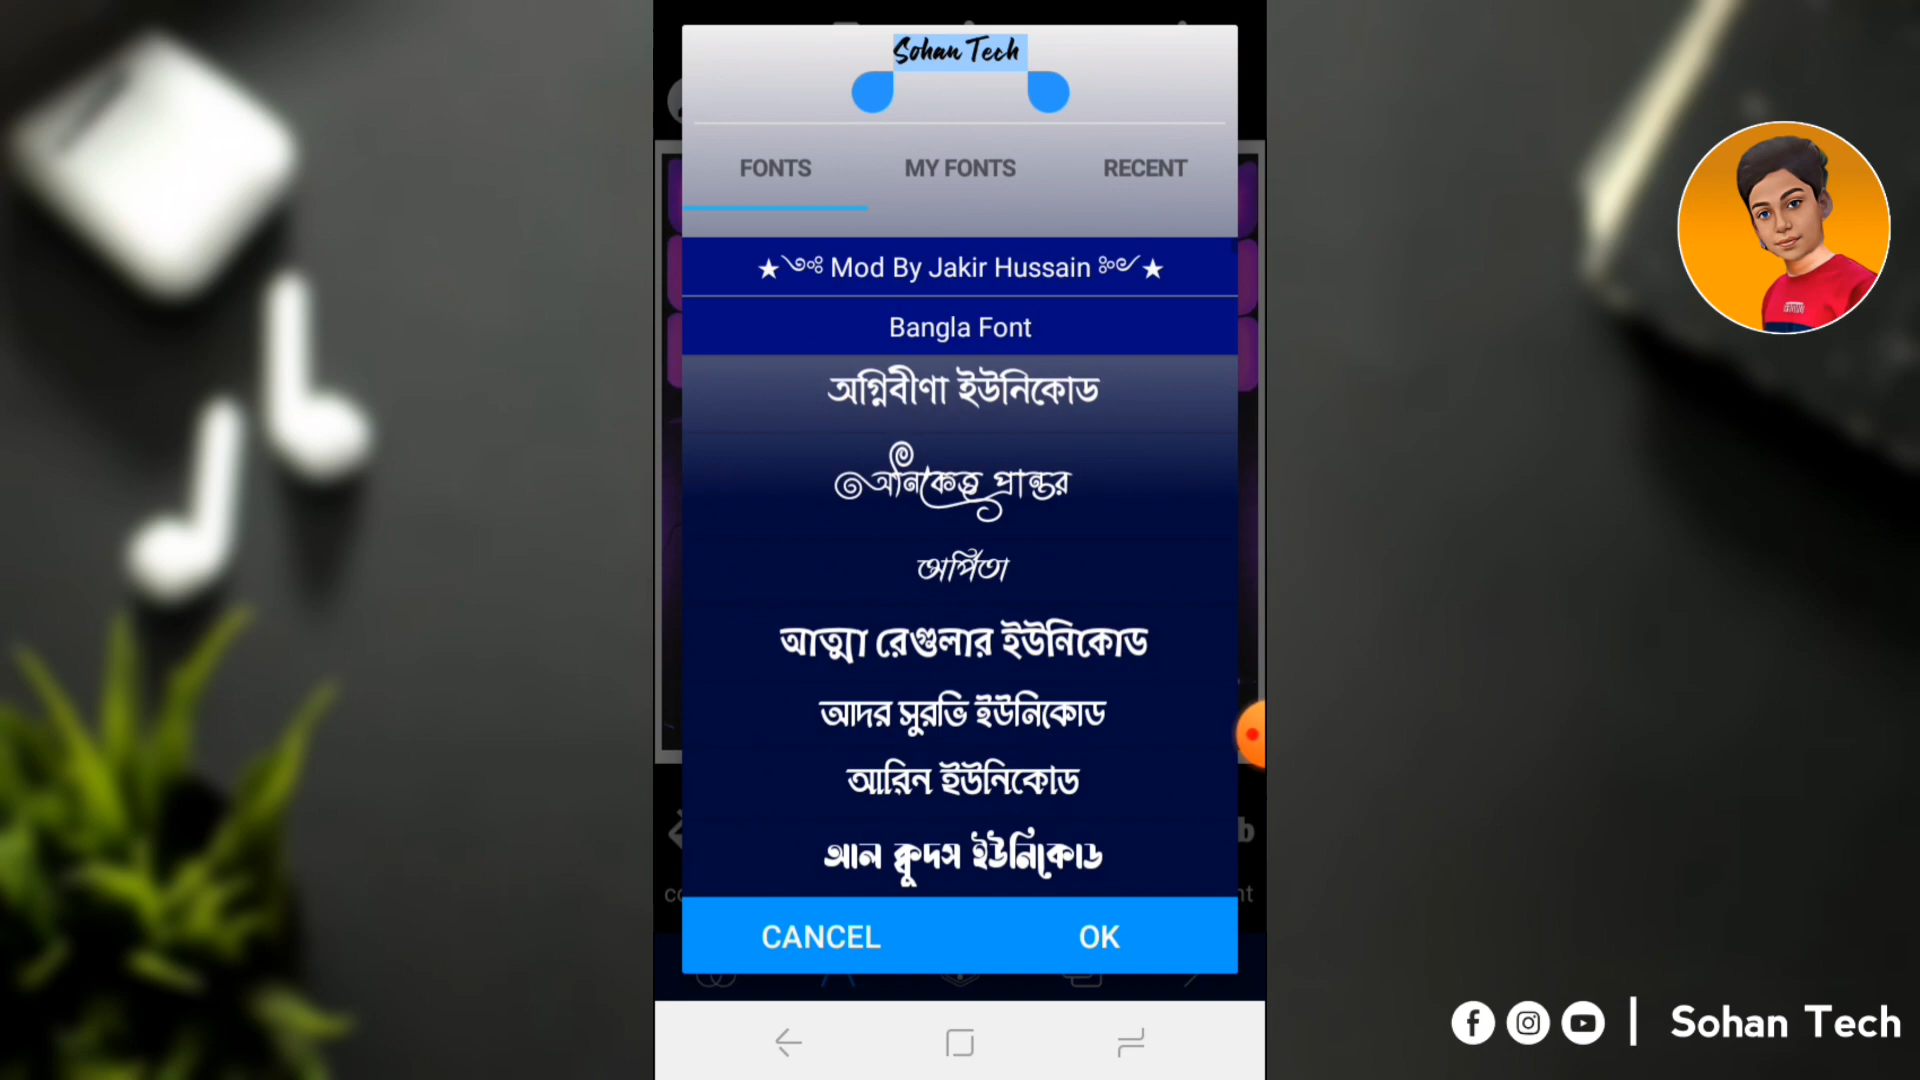 Sohan Tech
FONTS
MY FONTS
RECENT
★༺ Mod By Jakir Hussain ༻★
Bangla Font
অগ্নিবীণা ইউনিকোড
অনিকেত প্রান্তর
অর্পিতা
আত্মা রেগুলার ইউনিকোড
আদর সুরভি ইউনিকোড
আরিন ইউনিকোড
আল কুদস ইউনিকোড
CANCEL
OK
Sohan Tech